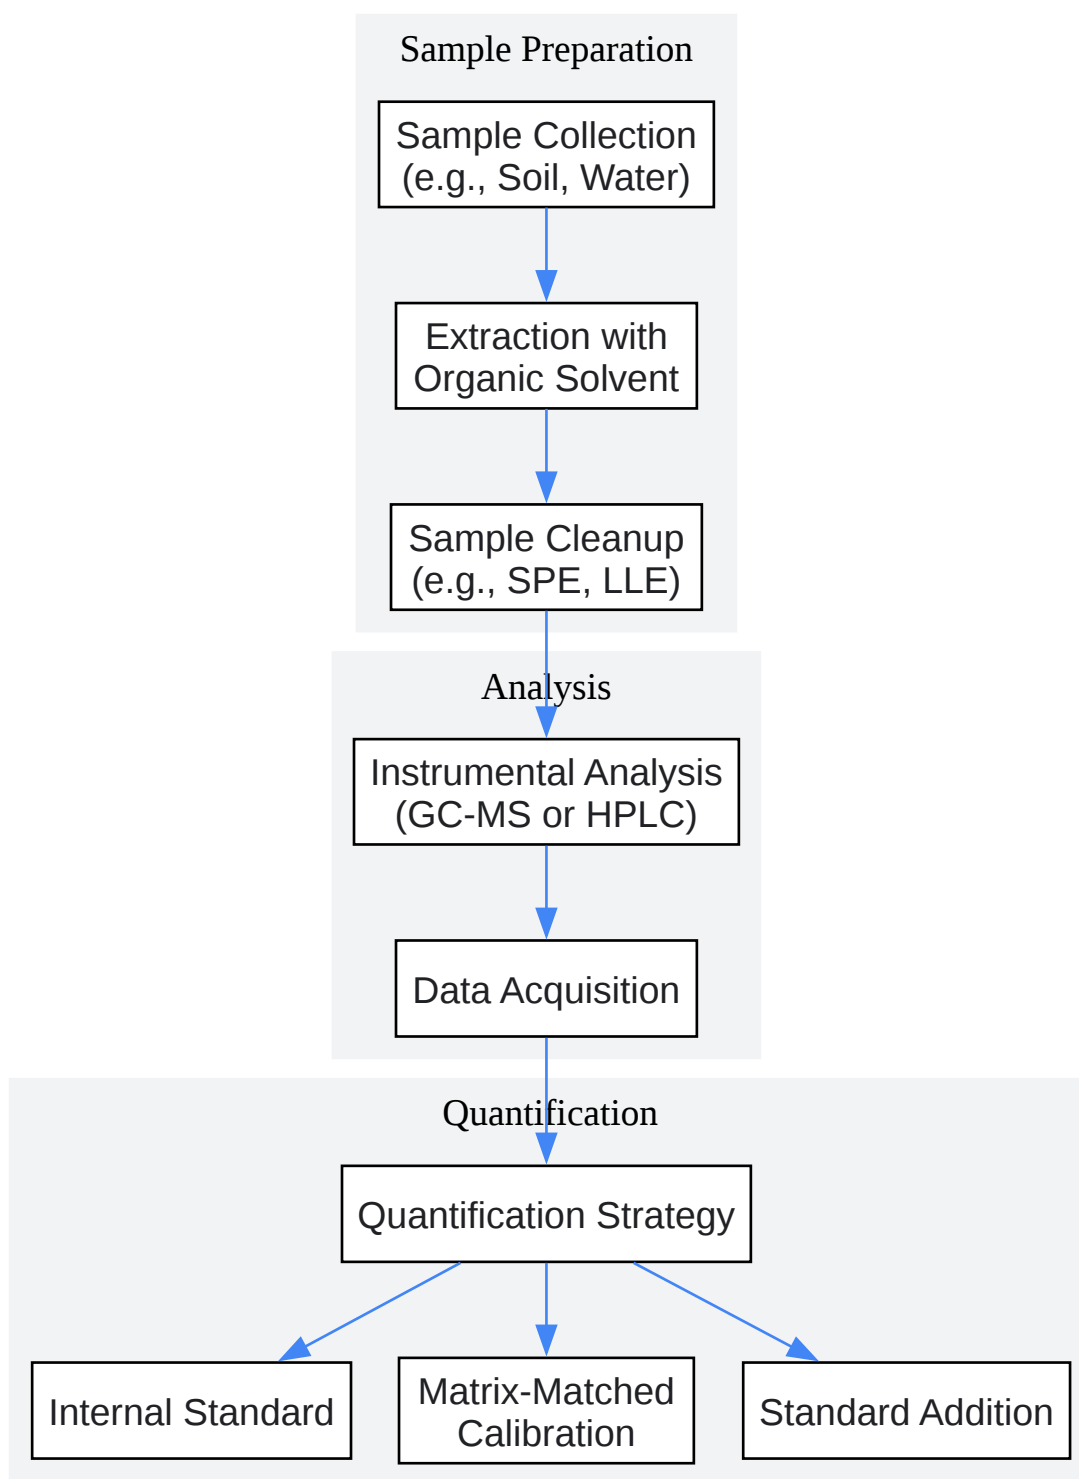 Sample Preparation
Sample Collection
(e.g., Soil, Water)
Extraction with
Organic Solvent
Sample Cleanup
(e.g., SPE, LLE)
Analysis
Instrumental Analysis
(GC-MS or HPLC)
Data Acquisition
Quantification
Quantification Strategy
Internal Standard
Matrix-Matched
Calibration
Standard Addition